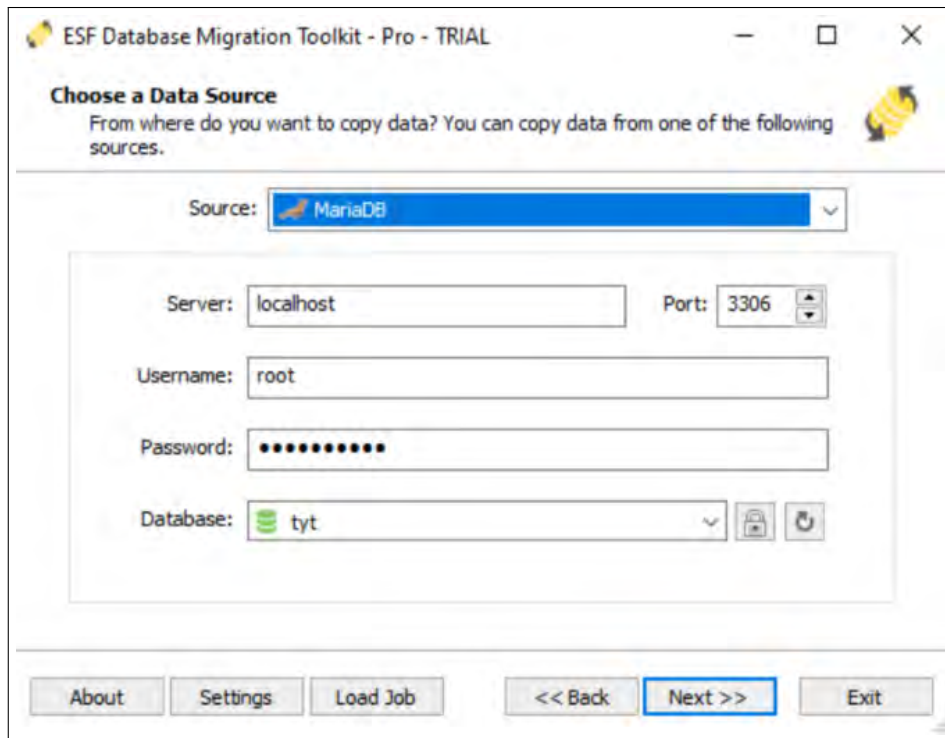 ESF Database Migration Toolkit - Pro - TRIAL
Choose a Data Source
From where do you want to copy data? You can copy data from one of the following
sources.
Source: MariaDB
Server: localhost Port: 3306
Username: root
Password: ●●●●●●●●●●
Database: tyt
About Settings Load Job << Back Next >> Exit